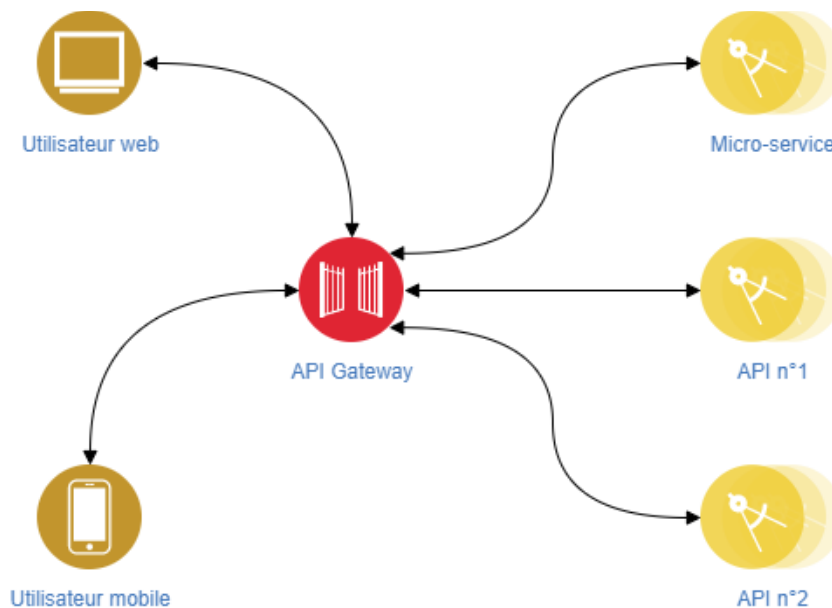 Utilisateur web
Micro-service
API Gateway
API n°1
Utilisateur mobile
API n°2